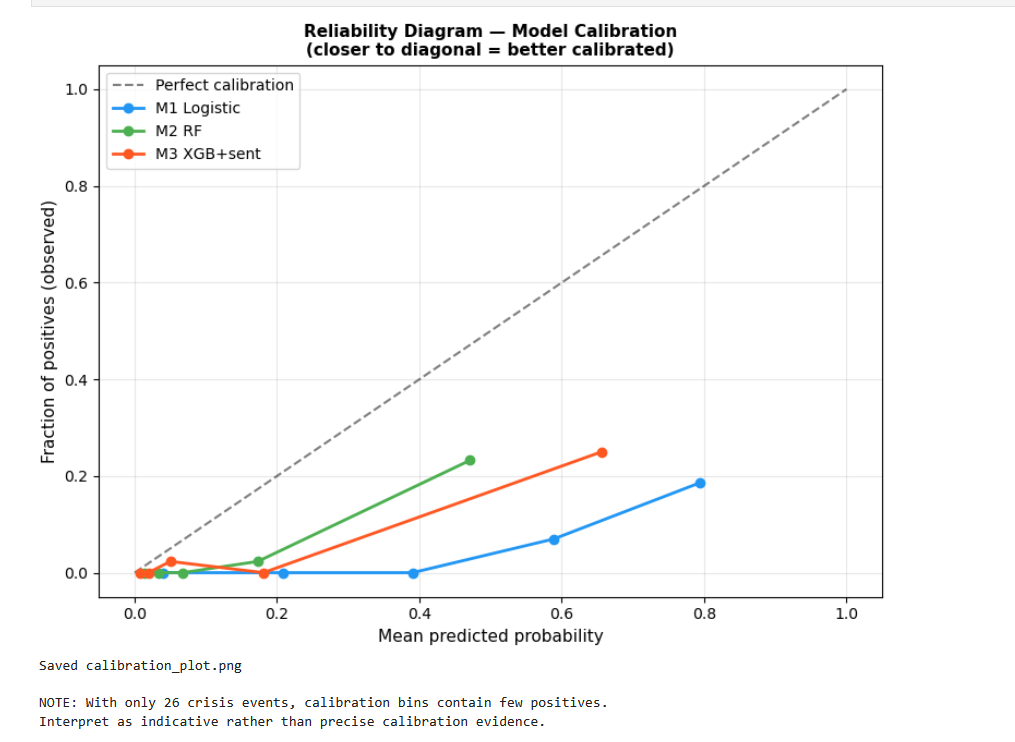 Reliability Diagram — Model Calibration
(closer to diagonal = better calibrated)
Perfect calibration
M1 Logistic
M2 RF
M3 XGB+sent
1.0
0.8
0.6
0.4
0.2
0.0
Fraction of positives (observed)
0.0 0.2 0.4 0.6 0.8 1.0
Mean predicted probability
Saved calibration_plot.png
NOTE: With only 26 crisis events, calibration bins contain few positives.
Interpret as indicative rather than precise calibration evidence.